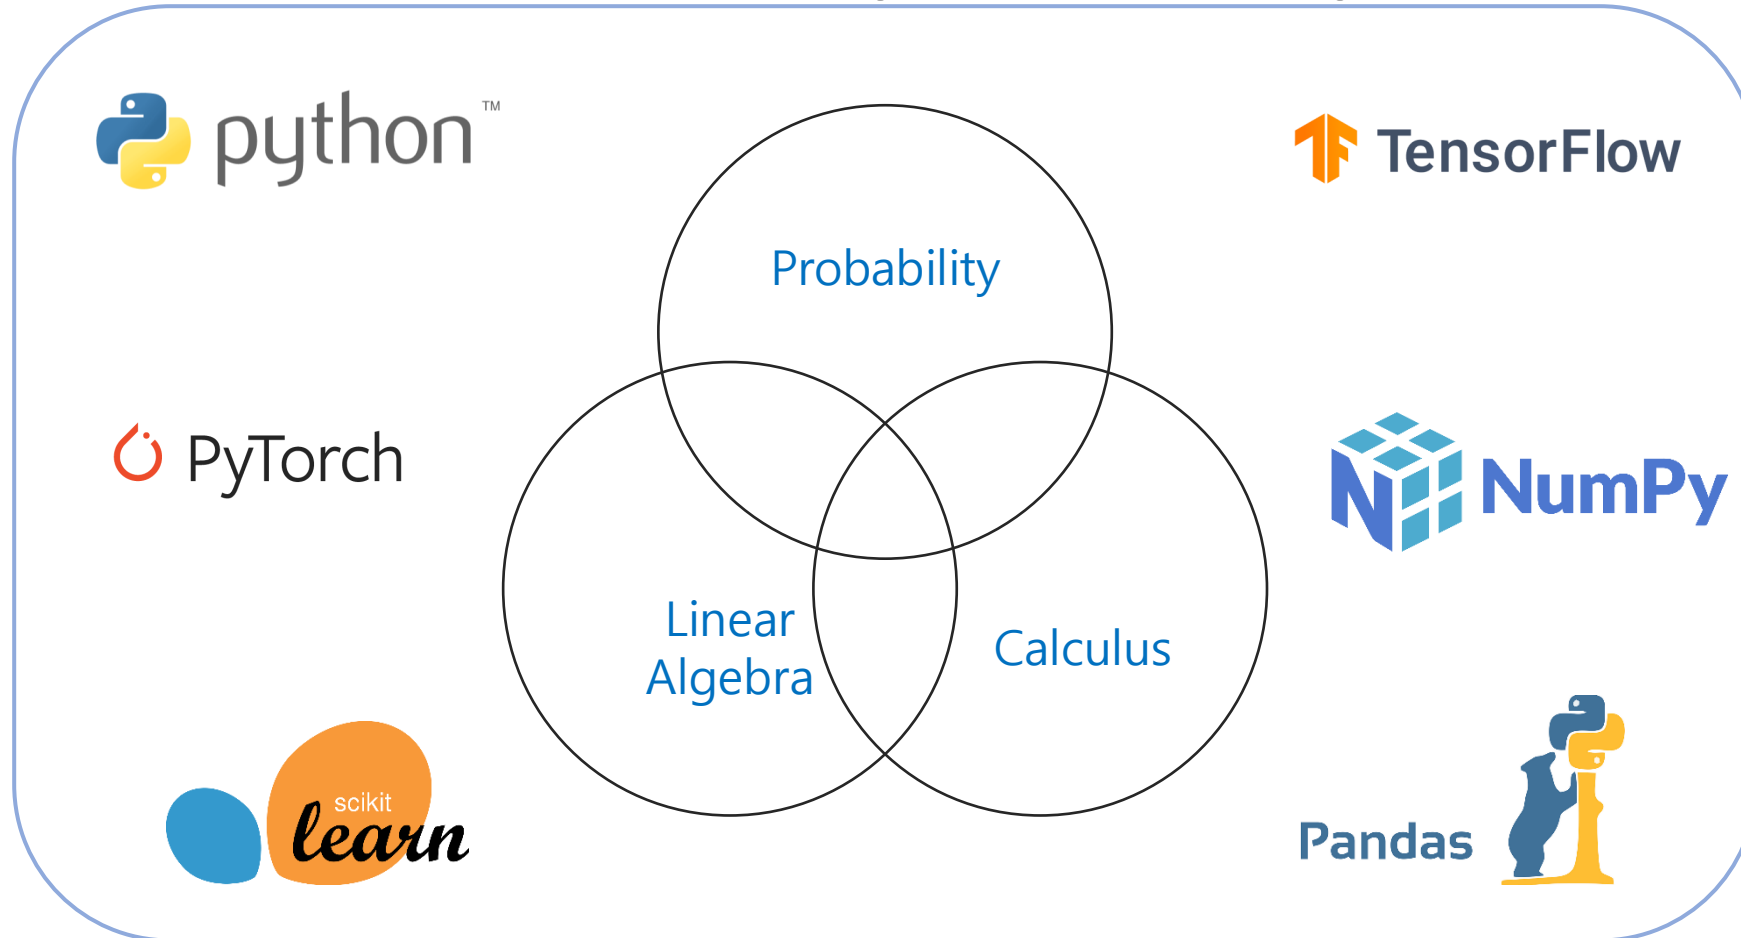 python™
TensorFlow
Probability
PyTorch
NumPy
Linear
Algebra
Calculus
scikit
learn
Pandas